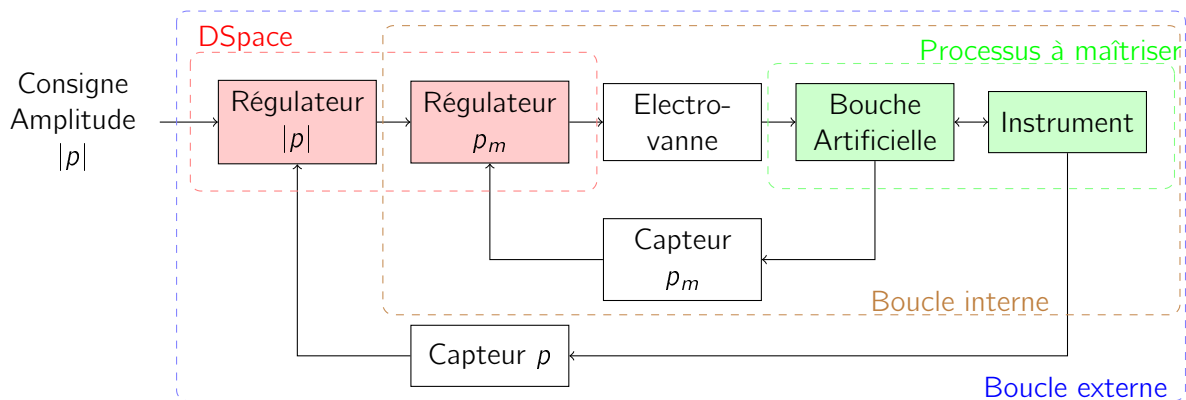 DSpace
Processus à maîtriser
Consigne
Amplitude
|p|
Régulateur
|p|
Régulateur
p_m
Electro-
vanne
Bouche
Artificielle
Instrument
Capteur
p_m
Boucle interne
Capteur p
Boucle externe